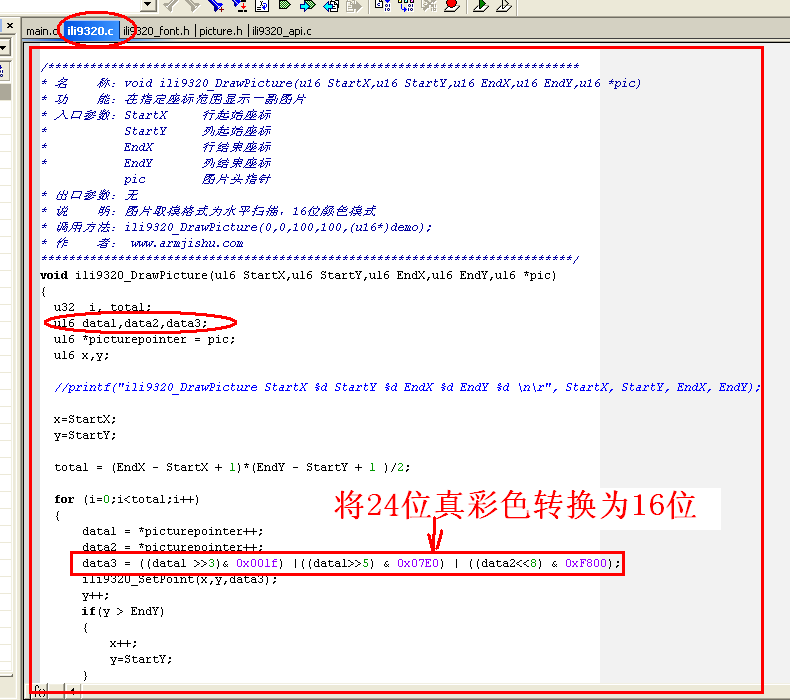 main.c ili9320.c ili9320_font.h picture.h ili9320_api.c
/****************************************************************************
* 名    称：void ili9320_DrawPicture(u16 StartX,u16 StartY,u16 EndX,u16 EndY,u16 *pic)
* 功    能：在指定座标范围显示一副图片
* 入口参数：StartX     行起始座标
*           StartY     列起始座标
*           EndX       行结束座标
*           EndY       列结束座标
            pic        图片头指针
* 出口参数：无
* 说    明：图片取模格式为水平扫描，16位颜色模式
* 调用方法：ili9320_DrawPicture(0,0,100,100,(u16*)demo);
* 作    者： www.armjishu.com
****************************************************************************/
void ili9320_DrawPicture(u16 StartX,u16 StartY,u16 EndX,u16 EndY,u16 *pic)
{
  u32  i, total;
  u16 data1,data2,data3;
  u16 *picturepointer = pic;
  u16 x,y;
  //printf("ili9320_DrawPicture StartX %d StartY %d EndX %d EndY %d \n\r", StartX, StartY, EndX, EndY);
  x=StartX;
  y=StartY;
  total = (EndX - StartX + 1)*(EndY - StartY + 1 )/2;
  for (i=0;i<total;i++)
将24位真彩色转换为16位
  {
      data1 = *picturepointer++;
      data2 = *picturepointer++;
      data3 = ((data1 >>3)& 0x001f) |((data1>>5) & 0x07E0) | ((data2<<8) & 0xF800);
      ili9320_SetPoint(x,y,data3);
      y++;
      if(y > EndY)
      {
          x++;
          y=StartY;
      }